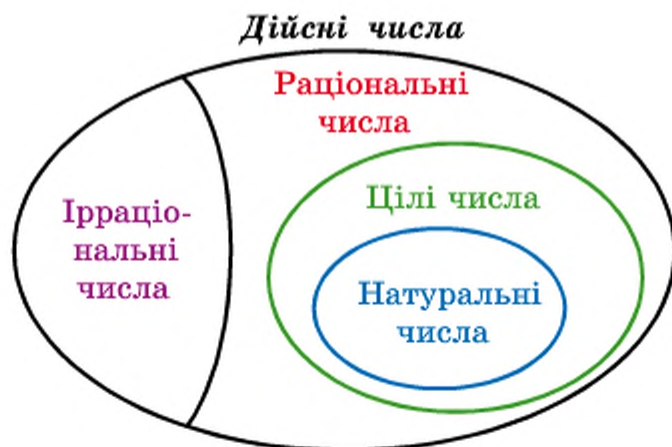 Дійсні числа
Раціональні
числа
Цілі числа
Ірраціо-
нальні
числа
Натуральні
числа